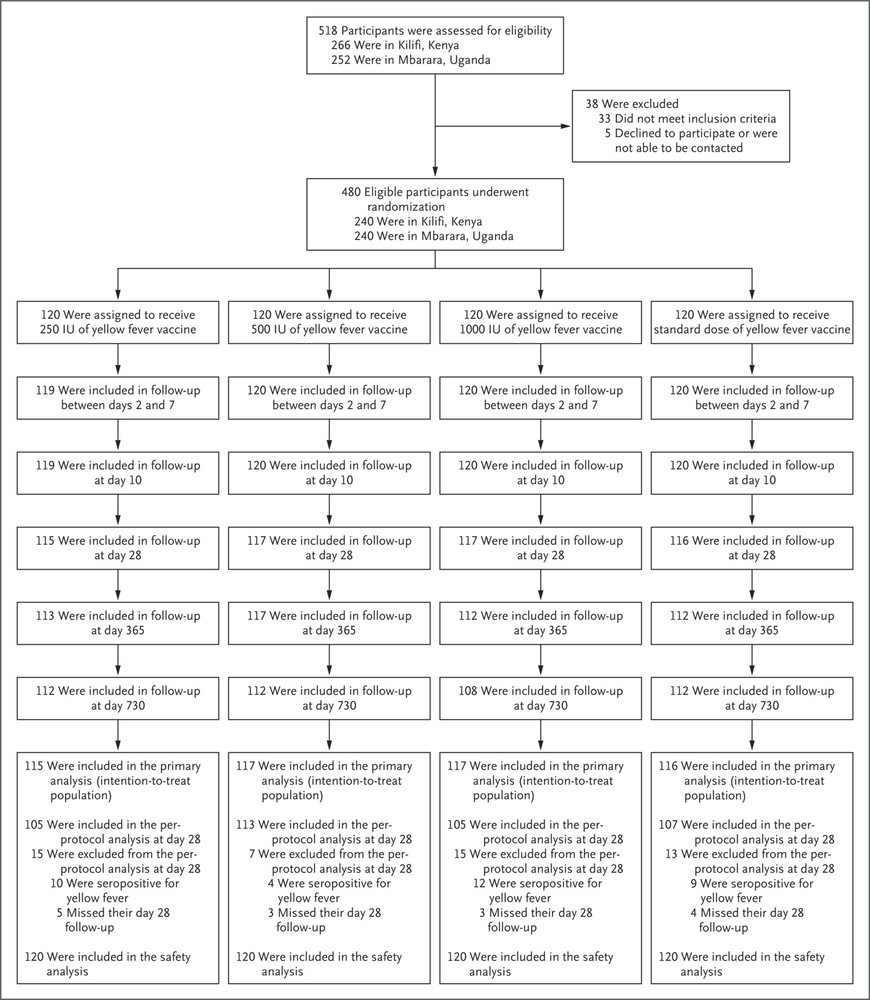 518 Participants were assessed for eligibility
266 Were in Kilifi, Kenya
252 Were in Mbarara, Uganda
38 Were excluded
33 Did not meet inclusion criteria
5 Declined to participate or were
not able to be contacted
480 Eligible participants underwent
randomization
240 Were in Kilifi, Kenya
240 Were in Mbarara, Uganda
120 Were assigned to receive
250 IU of yellow fever vaccine
120 Were assigned to receive
500 IU of yellow fever vaccine
120 Were assigned to receive
1000 IU of yellow fever vaccine
120 Were assigned to receive
standard dose of yellow fever vaccine
119 Were included in follow-up
between days 2 and 7
120 Were included in follow-up
between days 2 and 7
120 Were included in follow-up
between days 2 and 7
120 Were included in follow-up
between days 2 and 7
119 Were included in follow-up
at day 10
120 Were included in follow-up
at day 10
120 Were included in follow-up
at day 10
120 Were included in follow-up
at day 10
115 Were included in follow-up
at day 28
117 Were included in follow-up
at day 28
117 Were included in follow-up
at day 28
116 Were included in follow-up
at day 28
113 Were included in follow-up
at day 365
117 Were included in follow-up
at day 365
112 Were included in follow-up
at day 365
112 Were included in follow-up
at day 365
112 Were included in follow-up
at day 730
112 Were included in follow-up
at day 730
108 Were included in follow-up
at day 730
112 Were included in follow-up
at day 730
115 Were included in the primary
analysis (intention-to-treat
population)
105 Were included in the per-
protocol analysis at day 28
15 Were excluded from the per-
protocol analysis at day 28
10 Were seropositive for
yellow fever
5 Missed their day 28
follow-up
120 Were included in the safety
analysis
117 Were included in the primary
analysis (intention-to-treat
population)
113 Were included in the per-
protocol analysis at day 28
7 Were excluded from the per-
protocol analysis at day 28
4 Were seropositive for
yellow fever
3 Missed their day 28
follow-up
120 Were included in the safety
analysis
117 Were included in the primary
analysis (intention-to-treat
population)
105 Were included in the per-
protocol analysis at day 28
15 Were excluded from the per-
protocol analysis at day 28
12 Were seropositive for
yellow fever
3 Missed their day 28
follow-up
120 Were included in the safety
analysis
116 Were included in the primary
analysis (intention-to-treat
population)
107 Were included in the per-
protocol analysis at day 28
13 Were excluded from the per-
protocol analysis at day 28
9 Were seropositive for
yellow fever
4 Missed their day 28
follow-up
120 Were included in the safety
analysis